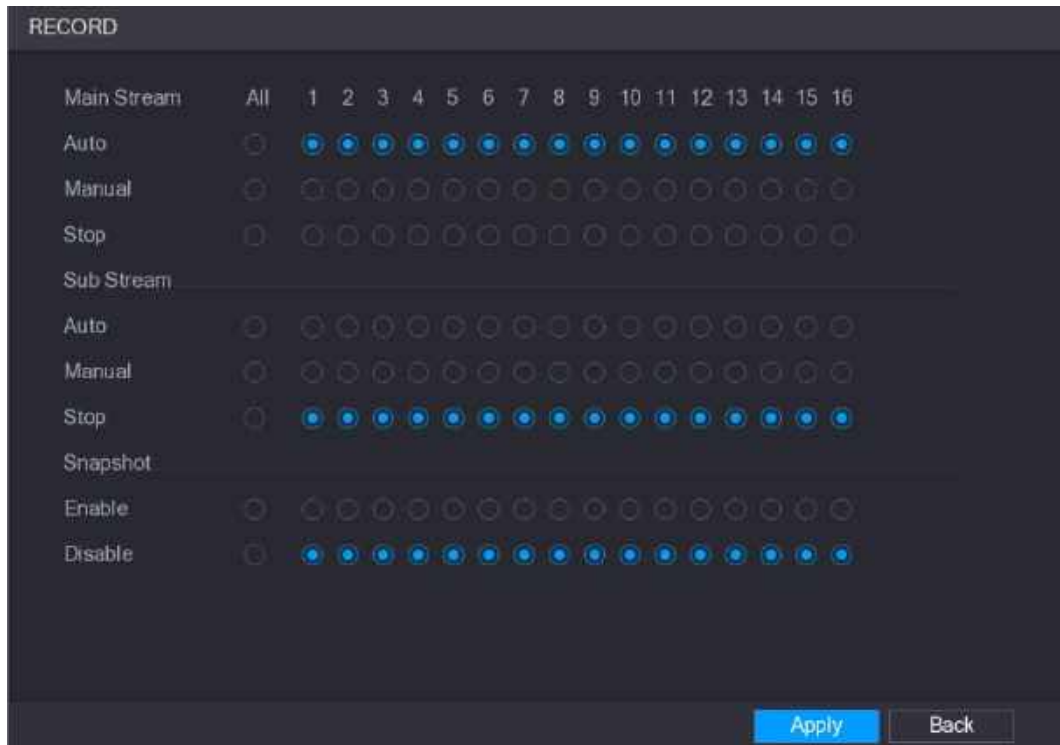 RECORD
Main Stream All 1 2 3 4 5 6 7 8 9 10 11 12 13 14 15 16
Auto
Manual
Stop
Sub Stream
Auto
Manual
Stop
Snapshot
Enable
Disable
Apply Back